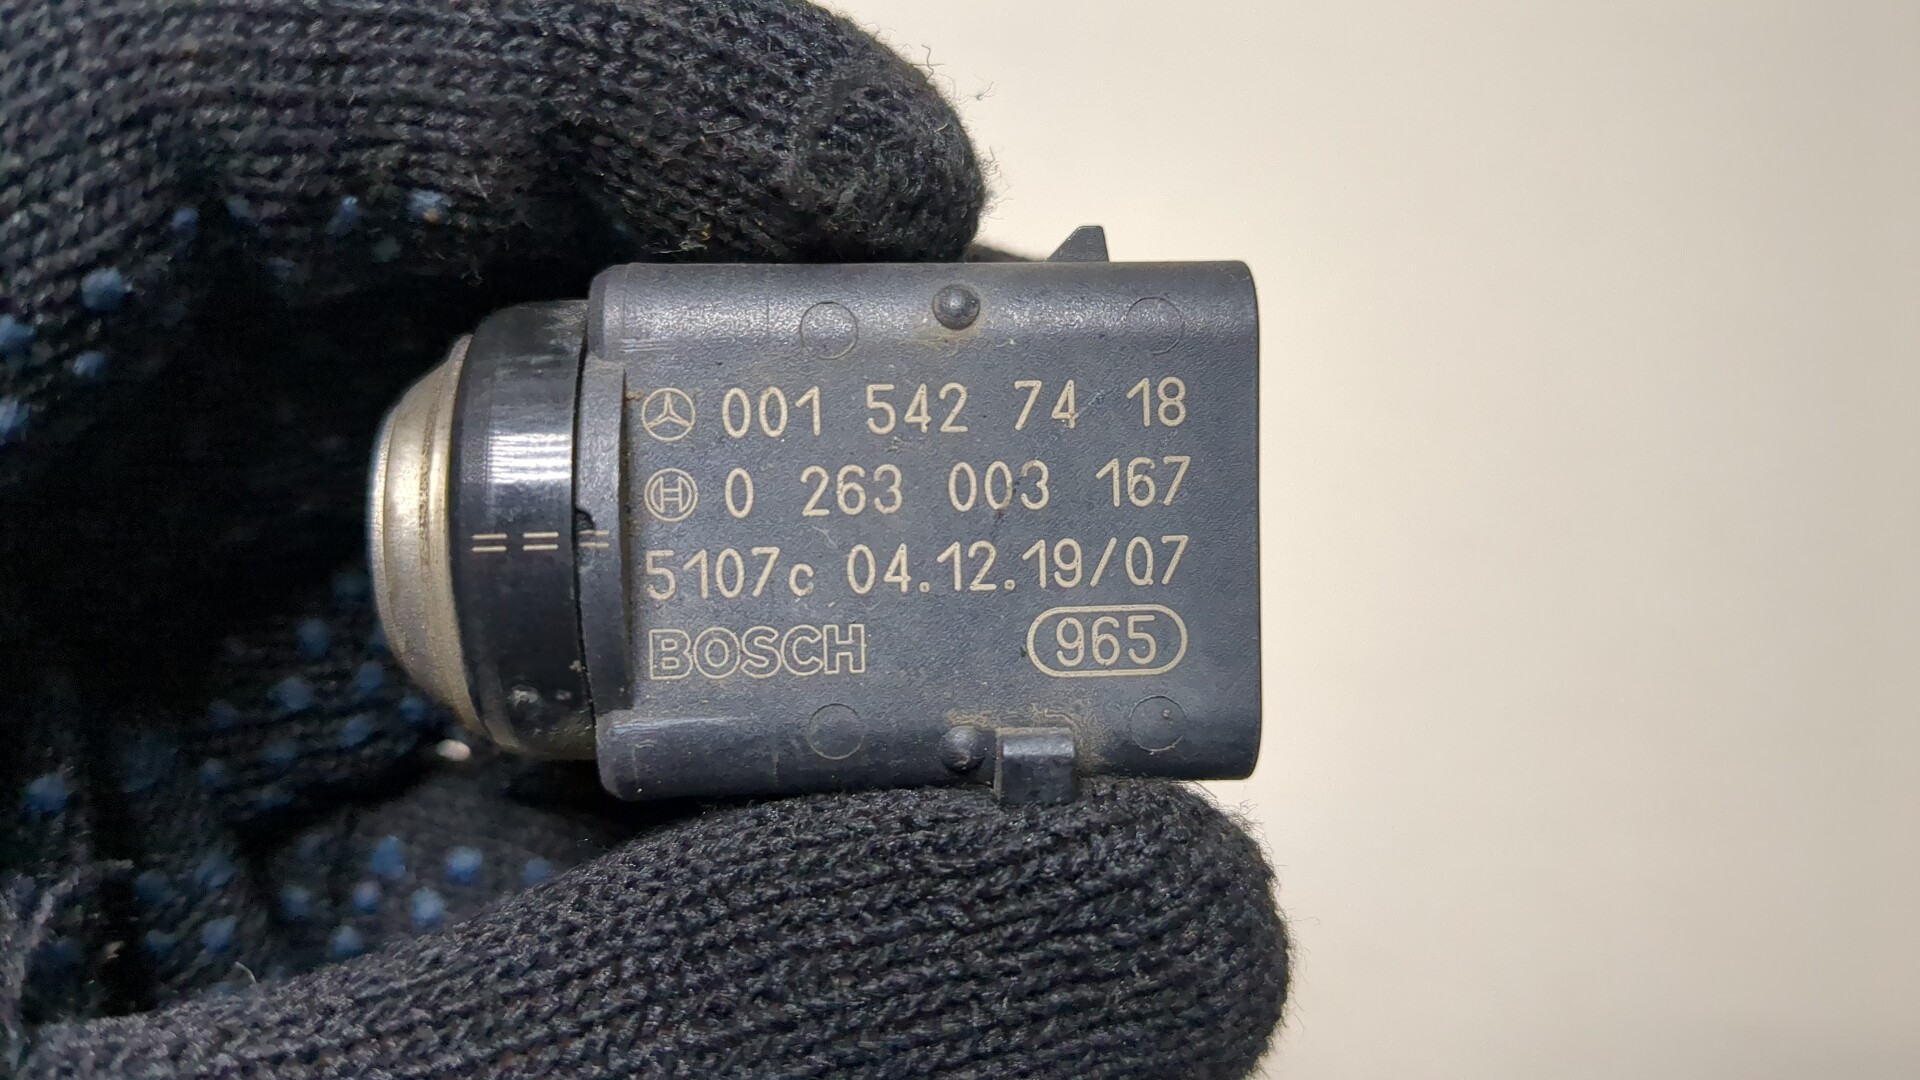 001 542 74 18
0 263 003 167
5107c 04.12.19/07
BOSCH 965